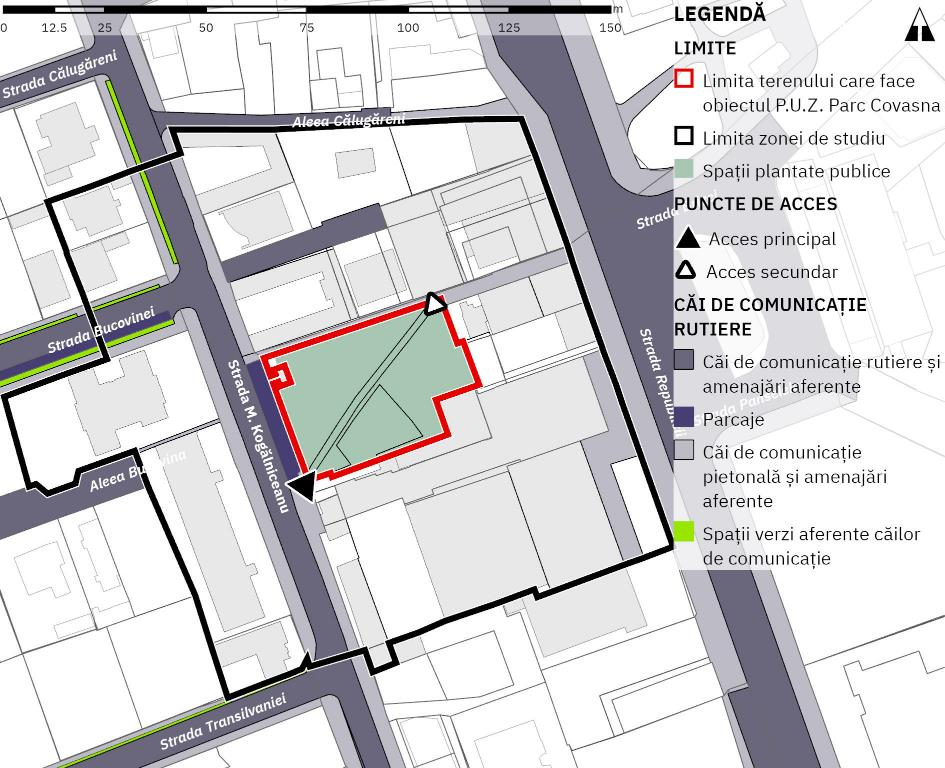 0 12.5 25 50 75 100 125 150 m
LEGENDĂ
LIMITE
Limita terenului care face
obiectul P.U.Z. Parc Covasna
Limita zonei de studiu
Spații plantate publice
PUNCTE DE ACCES
Acces principal
Acces secundar
CĂI DE COMUNICAȚIE
RUTIERE
Căi de comunicație rutiere și
amenajări aferente
Parcaje
Căi de comunicație
pietonală și amenajări
aferente
Spații verzi aferente căilor
de comunicație
Strada Călugăreni
Aleea Călugăreni
Strada
Strada Bucovinei
Strada M. Kogălniceanu
Strada Republicii
Strada
Aleea Bucovina
Strada Transilvaniei